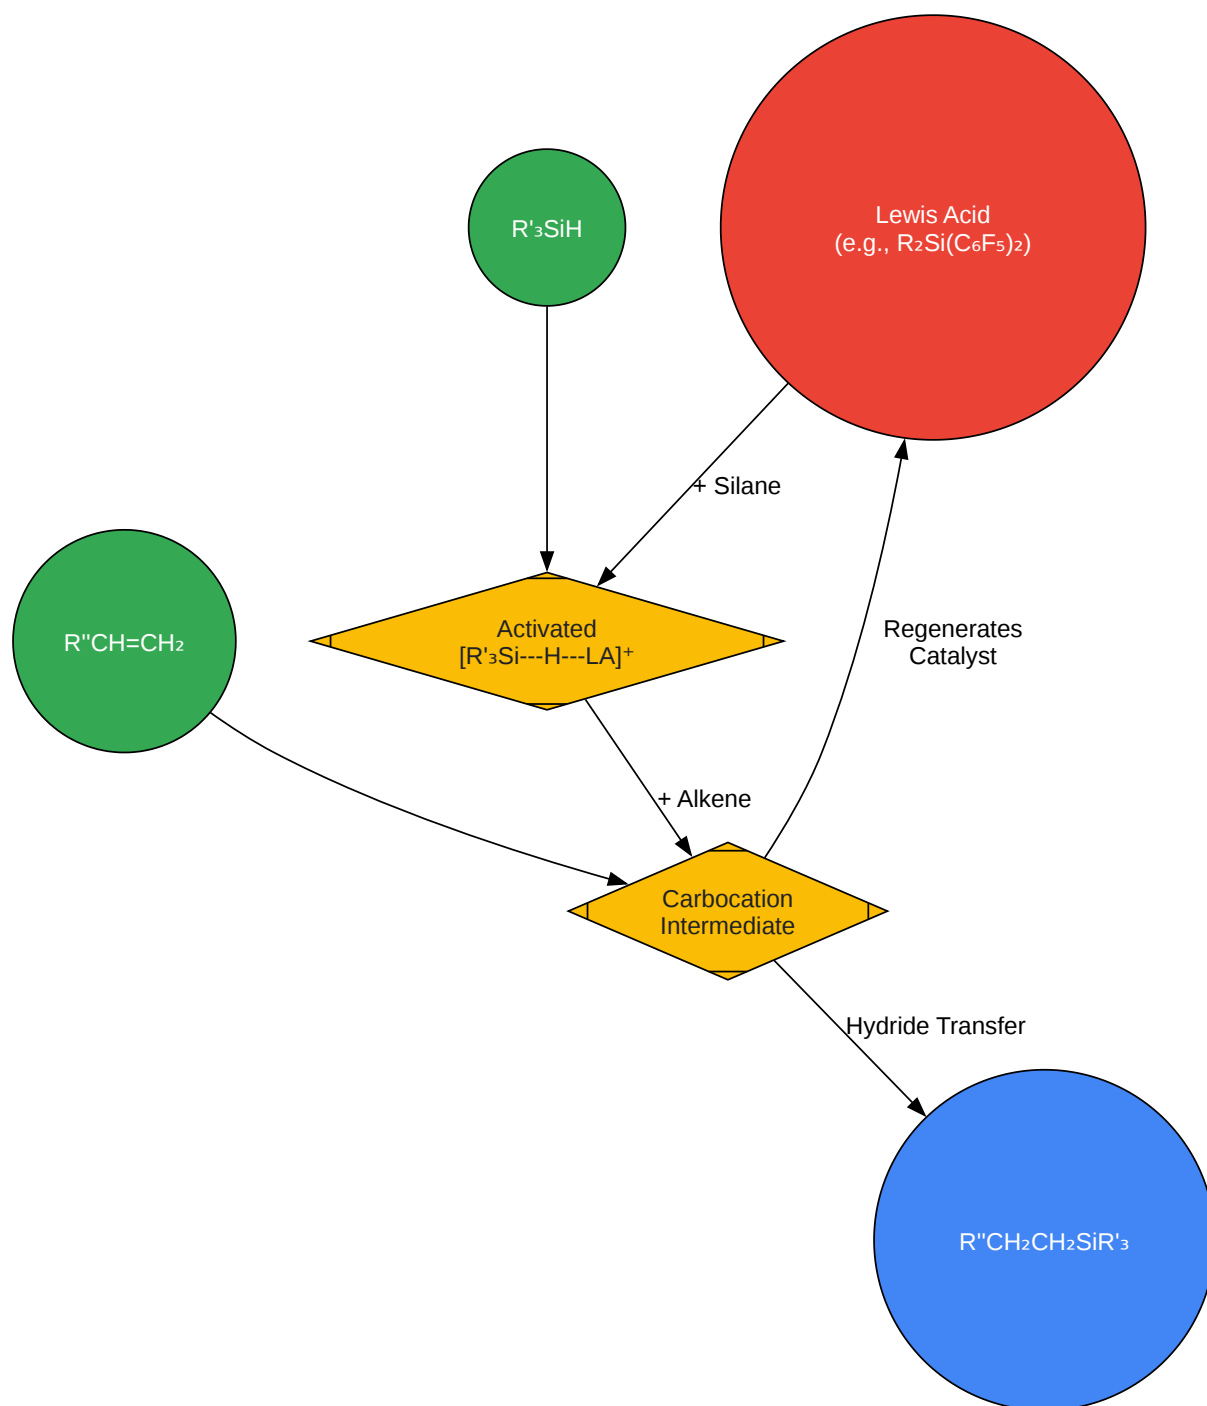 R'₃SiH
Lewis Acid
(e.g., R₂Si(C₆F₅)₂)
+ Silane
R"CH=CH₂
Activated
[R'₃Si---H---LA]⁺
Regenerates
Catalyst
+ Alkene
Carbocation
Intermediate
Hydride Transfer
R"CH₂CH₂SiR'₃